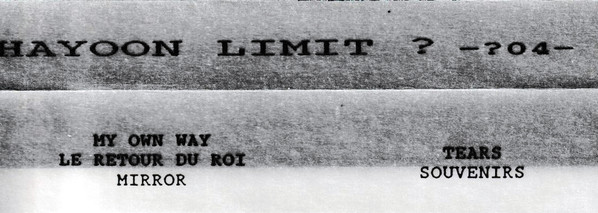 HAYOON LIMIT ? -?04-
MY OWN WAY
LE RETOUR DU ROI
MIRROR
TEARS
SOUVENIRS